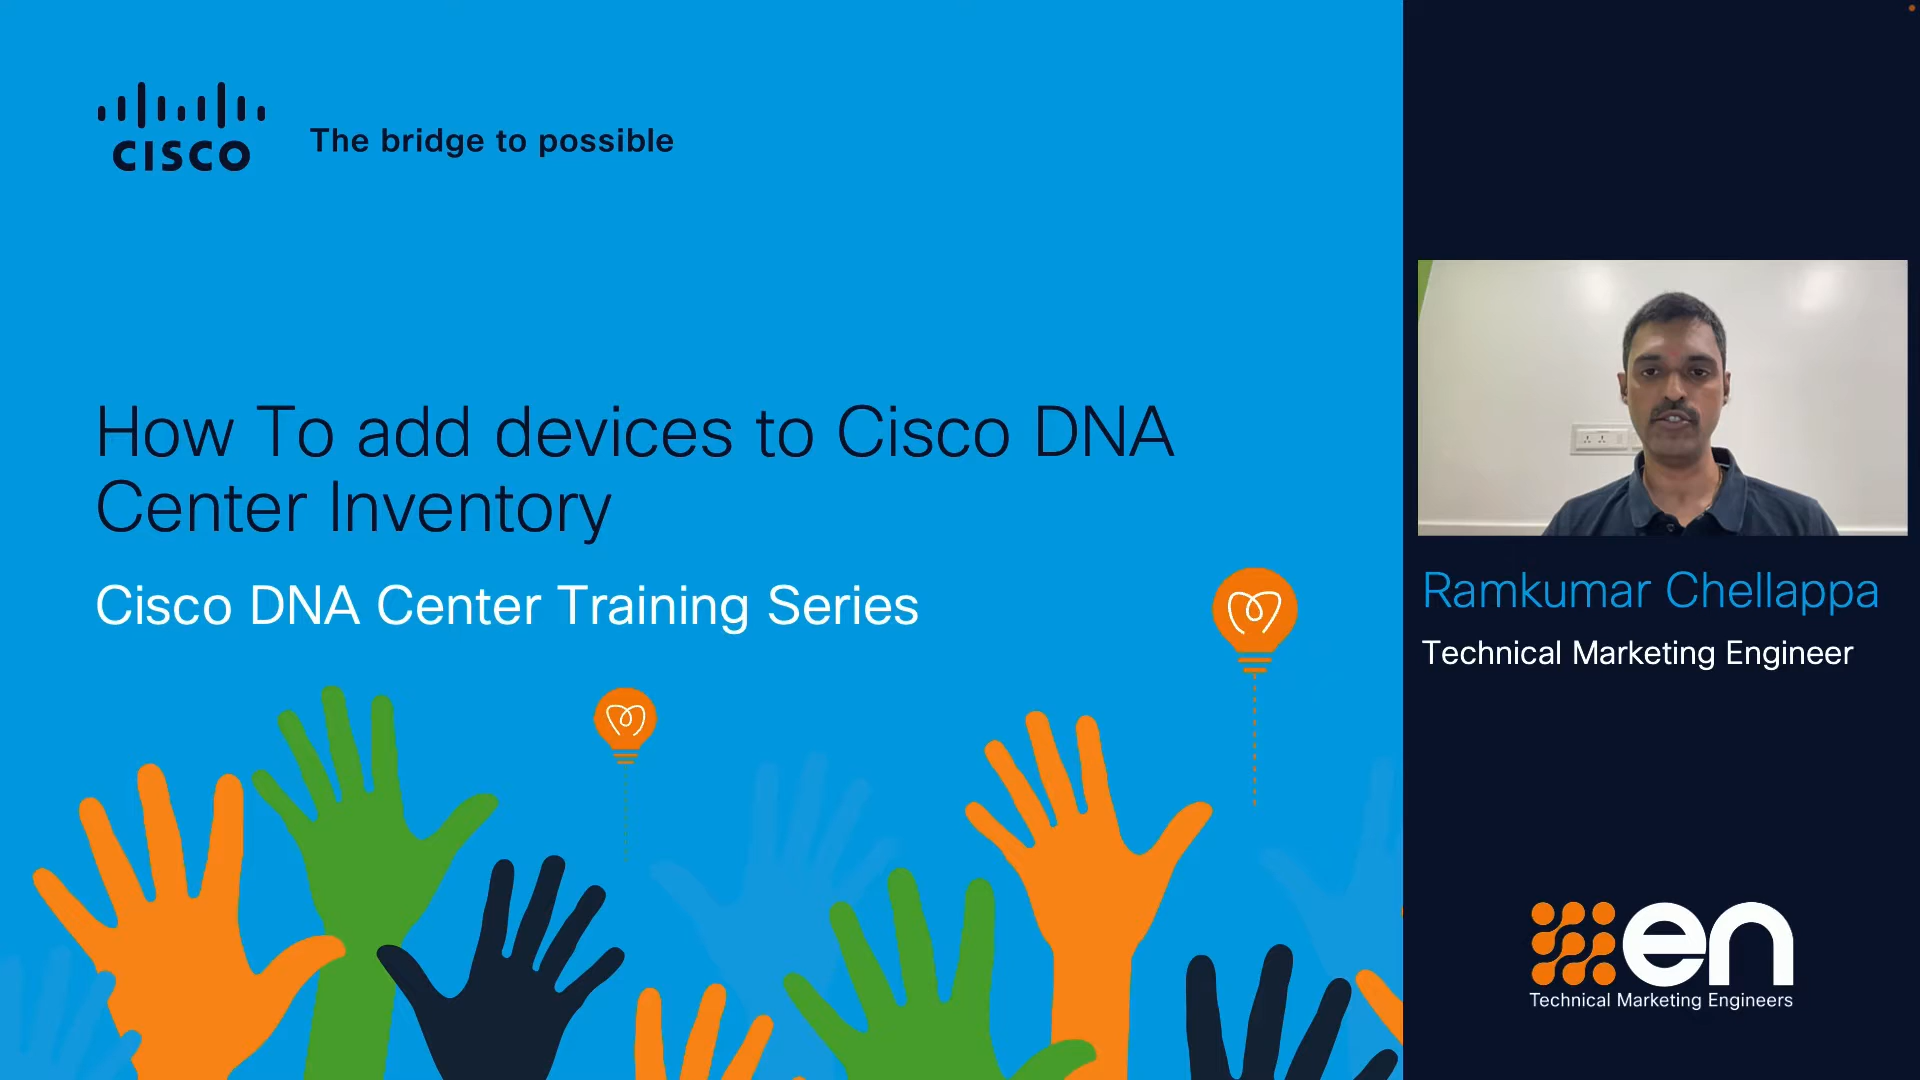 CISCO
The bridge to possible
How To add devices to Cisco DNA
Center Inventory
Cisco DNA Center Training Series
Ramkumar Chellappa
Technical Marketing Engineer
en
Technical Marketing Engineers